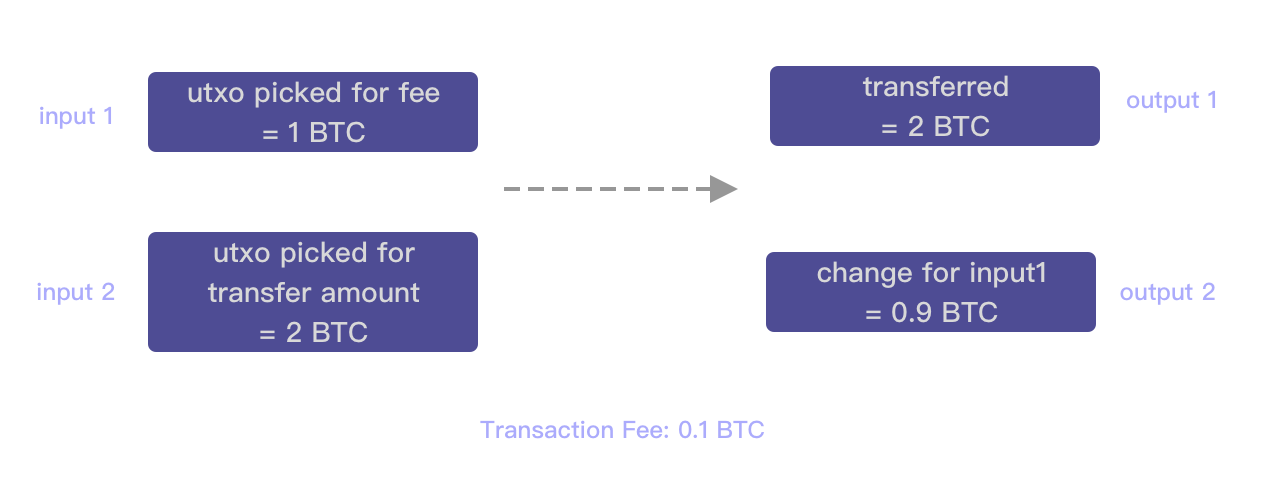 input 1
utxo picked for fee
= 1 BTC
transferred
= 2 BTC
output 1
input 2
utxo picked for
transfer amount
= 2 BTC
change for input1
= 0.9 BTC
output 2
Transaction Fee: 0.1 BTC